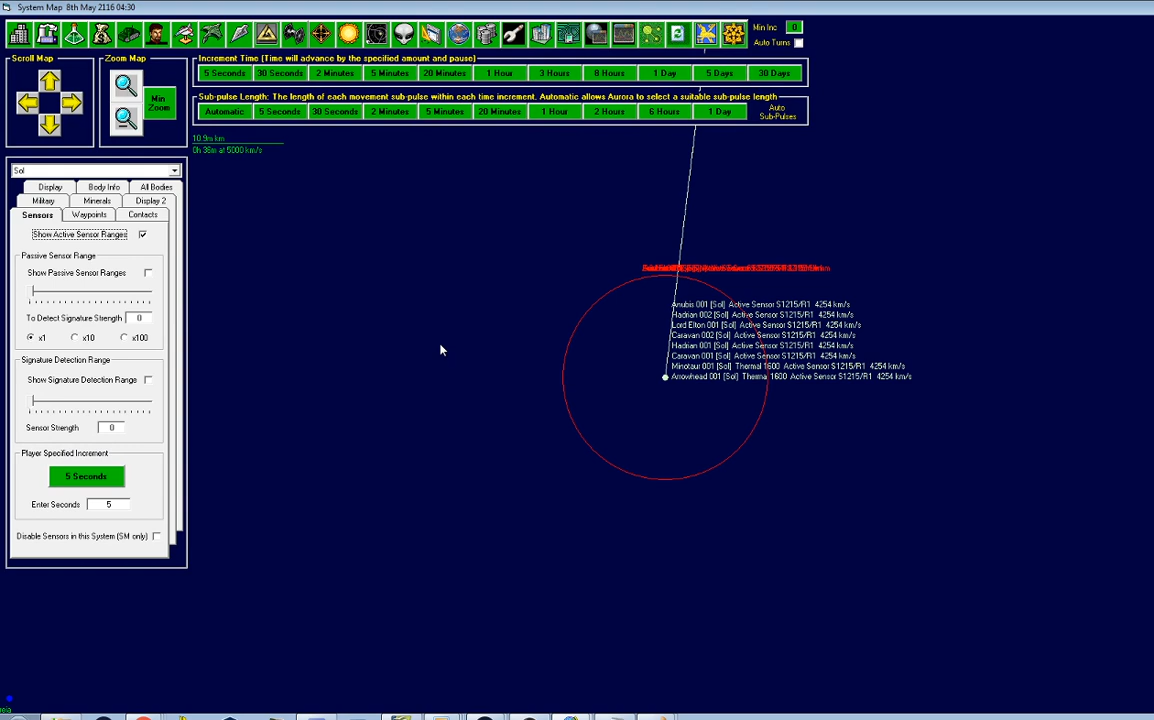 System Map 8th May 2116 04:30
Min Inc 0
Auto Turns
Scroll Map
Zoom Map
Min Zoom
Increment Time (Time will advance by the specified amount and pause)
5 Seconds 30 Seconds 2 Minutes 5 Minutes 20 Minutes 1 Hour 3 Hours 8 Hours 1 Day 5 Days 30 Days
Sub-pulse Length: The length of each movement sub-pulse within each time increment. Automatic allows Aurora to select a suitable sub-pulse length
Automatic 5 Seconds 30 Seconds 2 Minutes 5 Minutes 20 Minutes 1 Hour 2 Hours 6 Hours 1 Day Auto Sub-Pulses
10.9m km
0h 36m at 5000 km/s
Sol
Display Body Info All Bodies
Military Minerals Display 2
Sensors Waypoints Contacts
Show Active Sensor Ranges
Passive Sensor Range
Show Passive Sensor Ranges
To Detect Signature Strength 0
x1 x10 x100
Signature Detection Range
Show Signature Detection Range
Sensor Strength 0
Player Specified Increment
5 Seconds
Enter Seconds 5
Disable Sensors in this System (SM only)
Anubis 001 [Sol] Active Sensor S1215/R1 4254 km/s
Hadrian 002 [Sol] Active Sensor S1215/R1 4254 km/s
Lord Elton 001 [Sol] Active Sensor S1215/R1 4254 km/s
Caravan 002 [Sol] Active Sensor S1215/R1 4254 km/s
Hadrian 001 [Sol] Active Sensor S1215/R1 4254 km/s
Caravan 001 [Sol] Active Sensor S1215/R1 4254 km/s
Minotaur 001 [Sol] Thermal 1600 Active Sensor S1215/R1 4254 km/s
Arrowhead 001 [Sol] Thermal 1600 Active Sensor S1215/R1 4254 km/s